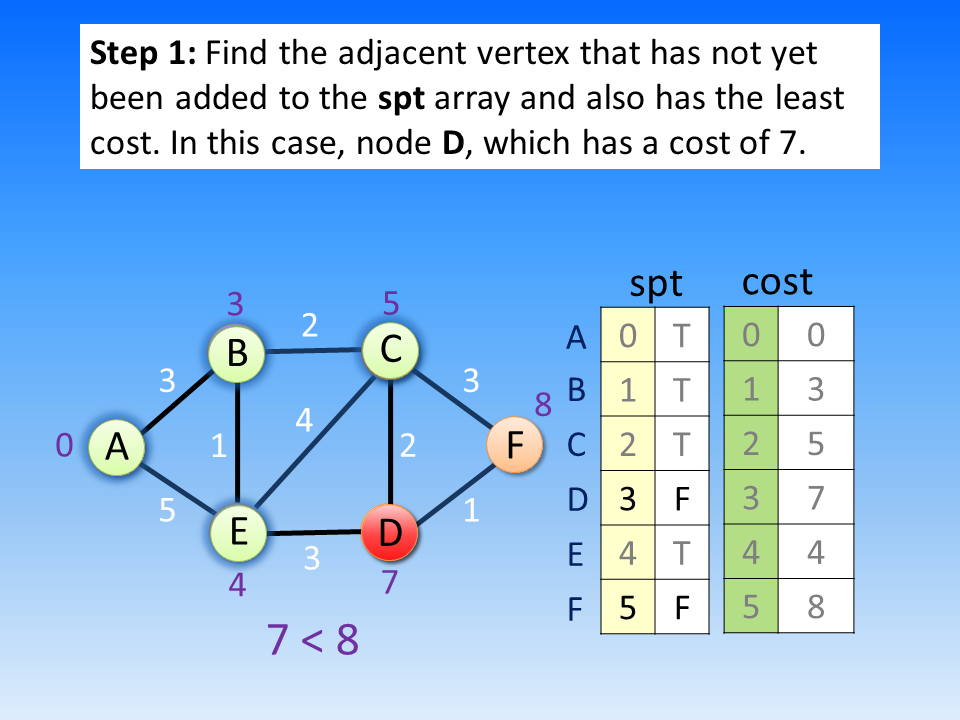 Step 1: Find the adjacent vertex that has not yet
been added to the spt array and also has the least
cost. In this case, node D, which has a cost of 7.
spt cost
3 5
2
B C
3 3
8
0 A 1 4 2 F
5 1
E D
3
4 7
7 < 8
A 0 T 0 0
B 1 T 1 3
C 2 T 2 5
D 3 F 3 7
E 4 T 4 4
F 5 F 5 8